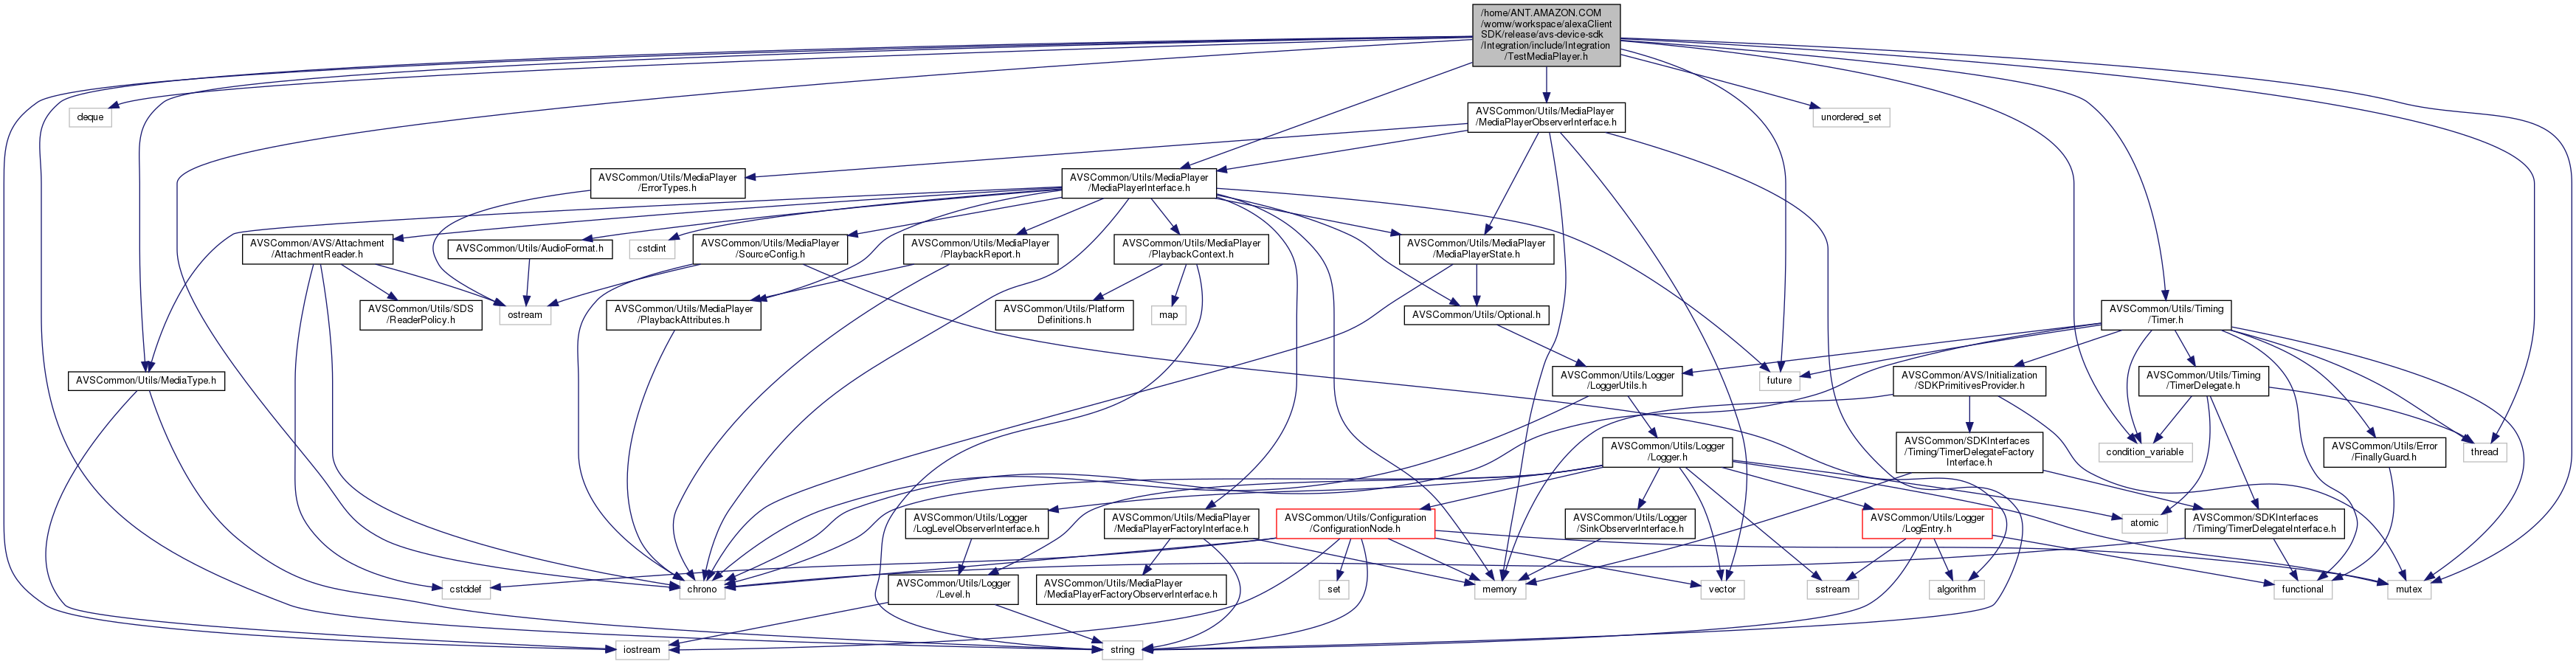 /home/ANT.AMAZON.COM
/womw/workspace/alexaClient
SDK/release/avs-device-sdk
/Integration/include/Integration
/TestMediaPlayer.h
deque
AVSCommon/Utils/MediaPlayer
/MediaPlayerObserverInterface.h
unordered_set
AVSCommon/Utils/MediaPlayer
/ErrorTypes.h
AVSCommon/Utils/MediaPlayer
/MediaPlayerInterface.h
AVSCommon/AVS/Attachment
/AttachmentReader.h
AVSCommon/Utils/AudioFormat.h
cstdint
AVSCommon/Utils/MediaPlayer
/SourceConfig.h
AVSCommon/Utils/MediaPlayer
/PlaybackReport.h
AVSCommon/Utils/MediaPlayer
/PlaybackContext.h
AVSCommon/Utils/MediaPlayer
/MediaPlayerState.h
AVSCommon/Utils/SDS
/ReaderPolicy.h
ostream
AVSCommon/Utils/MediaPlayer
/PlaybackAttributes.h
AVSCommon/Utils/Platform
Definitions.h
map
AVSCommon/Utils/Optional.h
AVSCommon/Utils/Timing
/Timer.h
AVSCommon/Utils/MediaType.h
AVSCommon/Utils/Logger
/LoggerUtils.h
future
AVSCommon/AVS/Initialization
/SDKPrimitivesProvider.h
AVSCommon/Utils/Timing
/TimerDelegate.h
AVSCommon/Utils/Logger
/Logger.h
AVSCommon/SDKInterfaces
/Timing/TimerDelegateFactory
Interface.h
condition_variable
AVSCommon/Utils/Error
/FinallyGuard.h
thread
AVSCommon/Utils/Logger
/LogLevelObserverInterface.h
AVSCommon/Utils/MediaPlayer
/MediaPlayerFactoryInterface.h
AVSCommon/Utils/Configuration
/ConfigurationNode.h
AVSCommon/Utils/Logger
/SinkObserverInterface.h
AVSCommon/Utils/Logger
/LogEntry.h
atomic
AVSCommon/SDKInterfaces
/Timing/TimerDelegateInterface.h
cstddef
chrono
AVSCommon/Utils/Logger
/Level.h
AVSCommon/Utils/MediaPlayer
/MediaPlayerFactoryObserverInterface.h
set
memory
vector
sstream
algorithm
functional
mutex
iostream
string